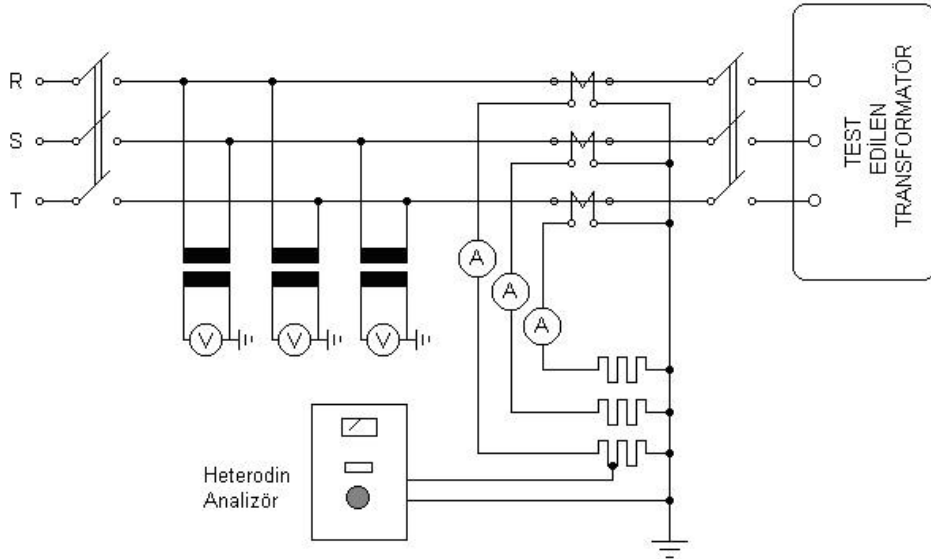 R
S
T
TEST
EDİLEN
TRANSFORMATÖR
A
A
A
V
V
V
Heterodin
Analizör